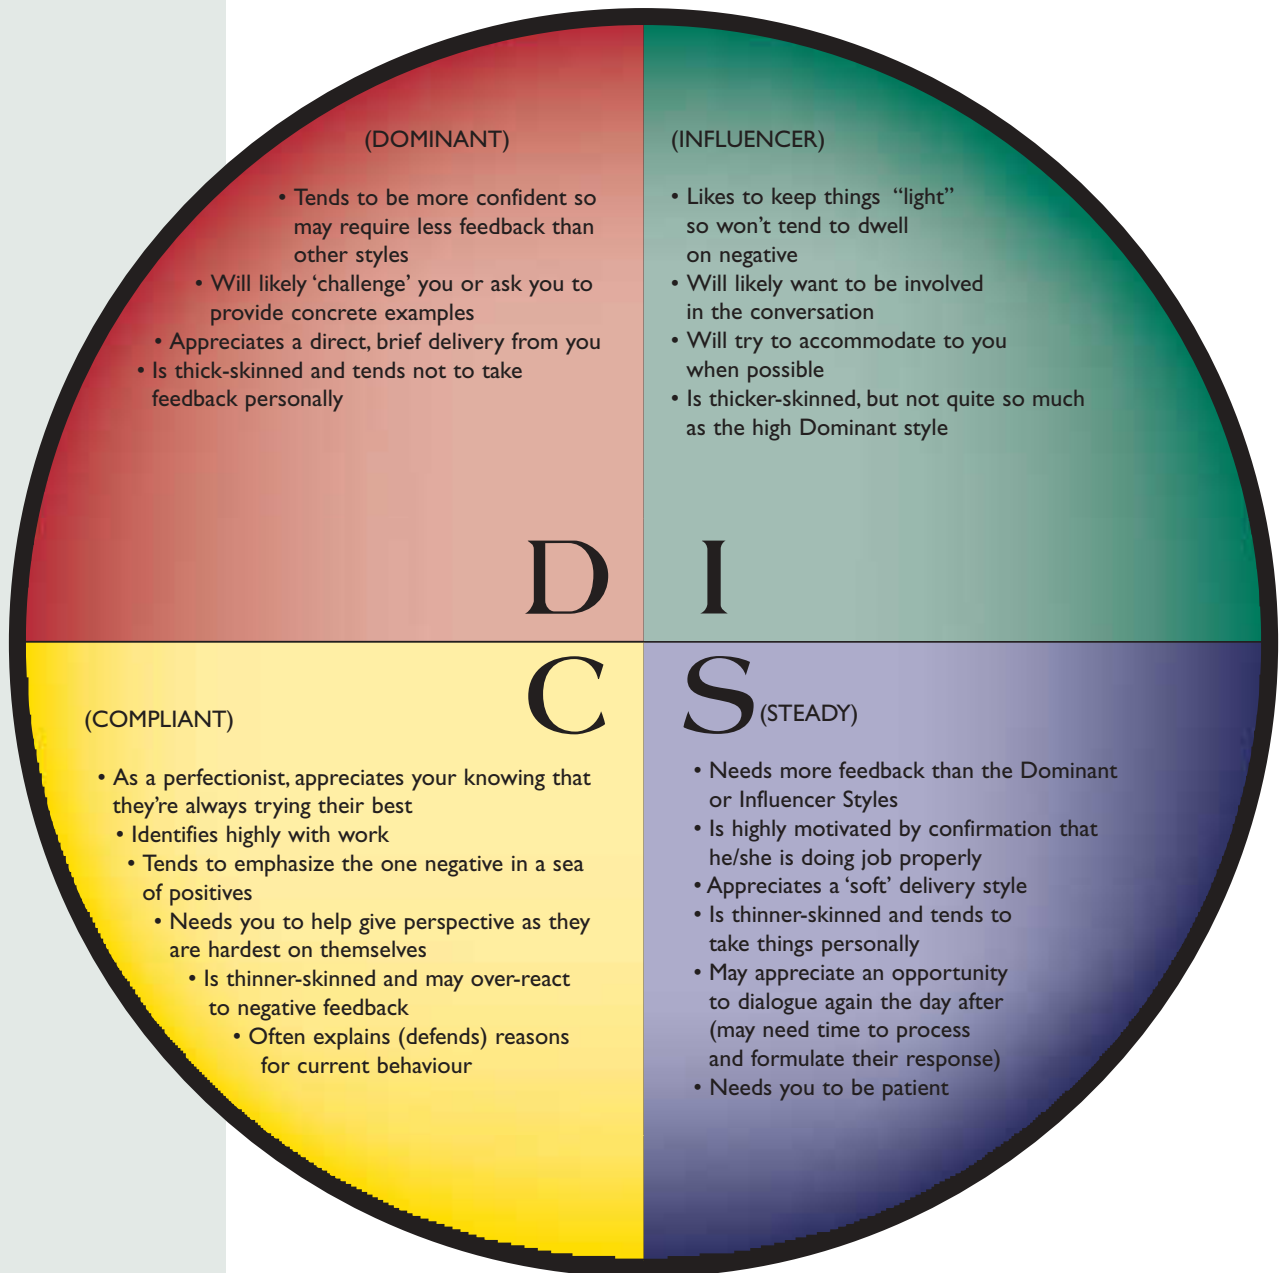 (DOMINANT)
• Tends to be more confident so
may require less feedback than
other styles
• Will likely ‘challenge’ you or ask you to
provide concrete examples
• Appreciates a direct, brief delivery from you
• Is thick-skinned and tends not to take
feedback personally
D
(INFLUENCER)
• Likes to keep things “light”
so won’t tend to dwell
on negative
• Will likely want to be involved
in the conversation
• Will try to accommodate to you
when possible
• Is thicker-skinned, but not quite so much
as the high Dominant style
I
C
(COMPLIANT)
• As a perfectionist, appreciates your knowing that
they’re always trying their best
• Identifies highly with work
• Tends to emphasize the one negative in a sea
of positives
• Needs you to help give perspective as they
are hardest on themselves
• Is thinner-skinned and may over-react
to negative feedback
• Often explains (defends) reasons
for current behaviour
S (STEADY)
• Needs more feedback than the Dominant
or Influencer Styles
• Is highly motivated by confirmation that
he/she is doing job properly
• Appreciates a ‘soft’ delivery style
• Is thinner-skinned and tends to
take things personally
• May appreciate an opportunity
to dialogue again the day after
(may need time to process
and formulate their response)
• Needs you to be patient